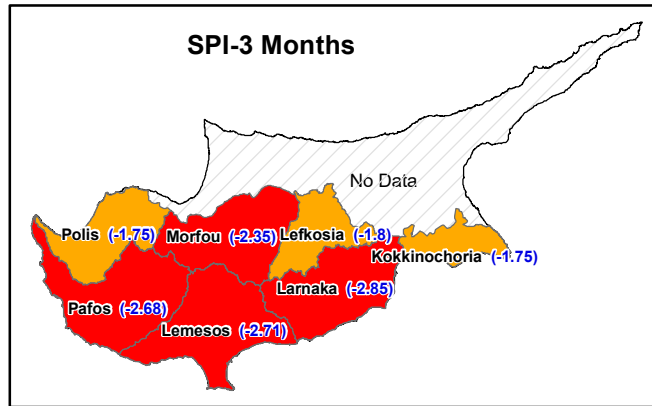 SPI-3 Months
No Data
Polis (-1.75)
Morfou (-2.35)
Lefkosia (-1.8)
Kokkinochoria (-1.75)
Pafos (-2.68)
Larnaka (-2.85)
Lemesos (-2.71)